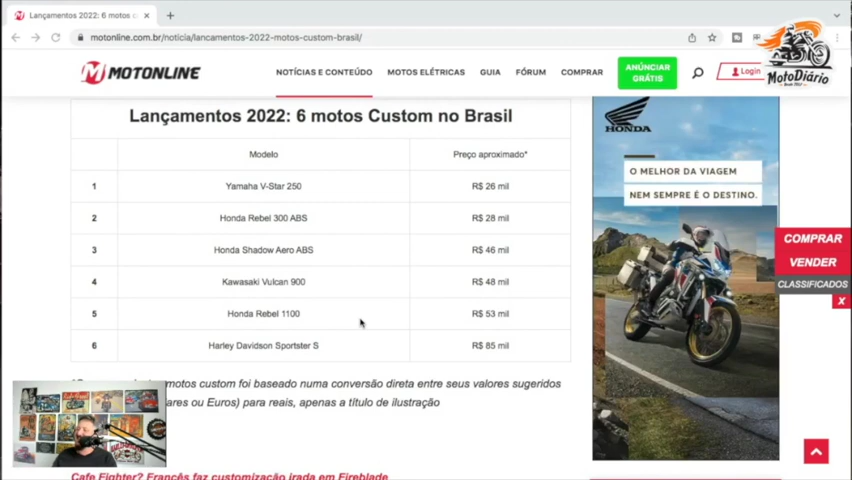 Lançamentos 2022: 6 motos c
motonline.com.br/noticia/lancamentos-2022-motos-custom-brasil/
MOTONLINE
NOTÍCIAS E CONTEÚDO
MOTOS ELÉTRICAS
GUIA
FÓRUM
COMPRAR
ANÚNCIAR
GRÁTIS
Login
MotoDiário
Lançamentos 2022: 6 motos Custom no Brasil
Modelo Preço aproximado*
1 Yamaha V-Star 250 R$ 26 mil
2 Honda Rebel 300 ABS R$ 28 mil
3 Honda Shadow Aero ABS R$ 46 mil
4 Kawasaki Vulcan 900 R$ 48 mil
5 Honda Rebel 1100 R$ 53 mil
6 Harley Davidson Sportster S R$ 85 mil
motos custom foi baseado numa conversão direta entre seus valores sugeridos
ares ou Euros) para reais, apenas a título de ilustração
Cafe Fighter? Francês faz customização irada em Fireblade
HONDA
O MELHOR DA VIAGEM
NEM SEMPRE É O DESTINO.
COMPRAR
VENDER
CLASSIFICADOS
X